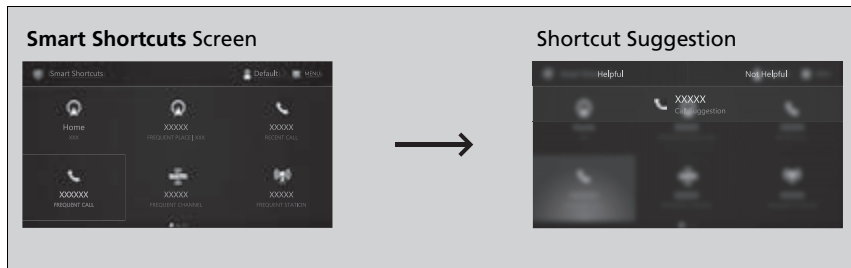 Smart Shortcuts Screen
Shortcut Suggestion
Smart Shortcuts
Default
MENU
Home
XXX
XXXXX
FREQUENT PLACE | XXX
XXXXX
RECENT CALL
XXXXXX
FREQUENT CALL
XXXXX
FREQUENT CHANNEL
XXXXX
FREQUENT STATION
Helpful
Not Helpful
XXXXX
Call suggestion